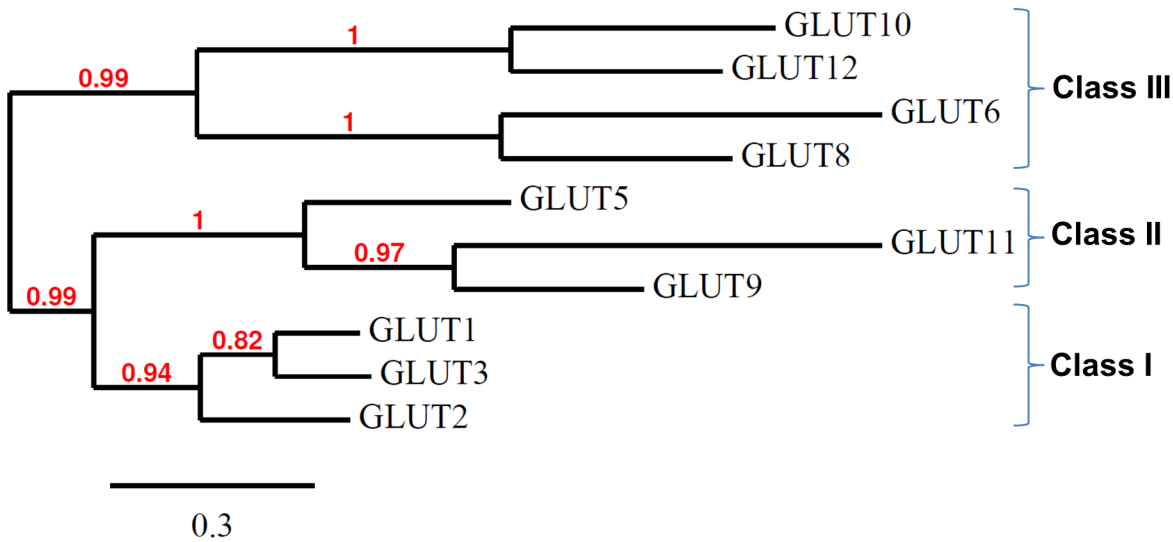 GLUT10
1
GLUT12
0.99
Class III
GLUT6
1
GLUT8
GLUT5
1
Class II
GLUT11
0.97
GLUT9
0.99
GLUT1
0.82
Class I
GLUT3
0.94
GLUT2
0.3